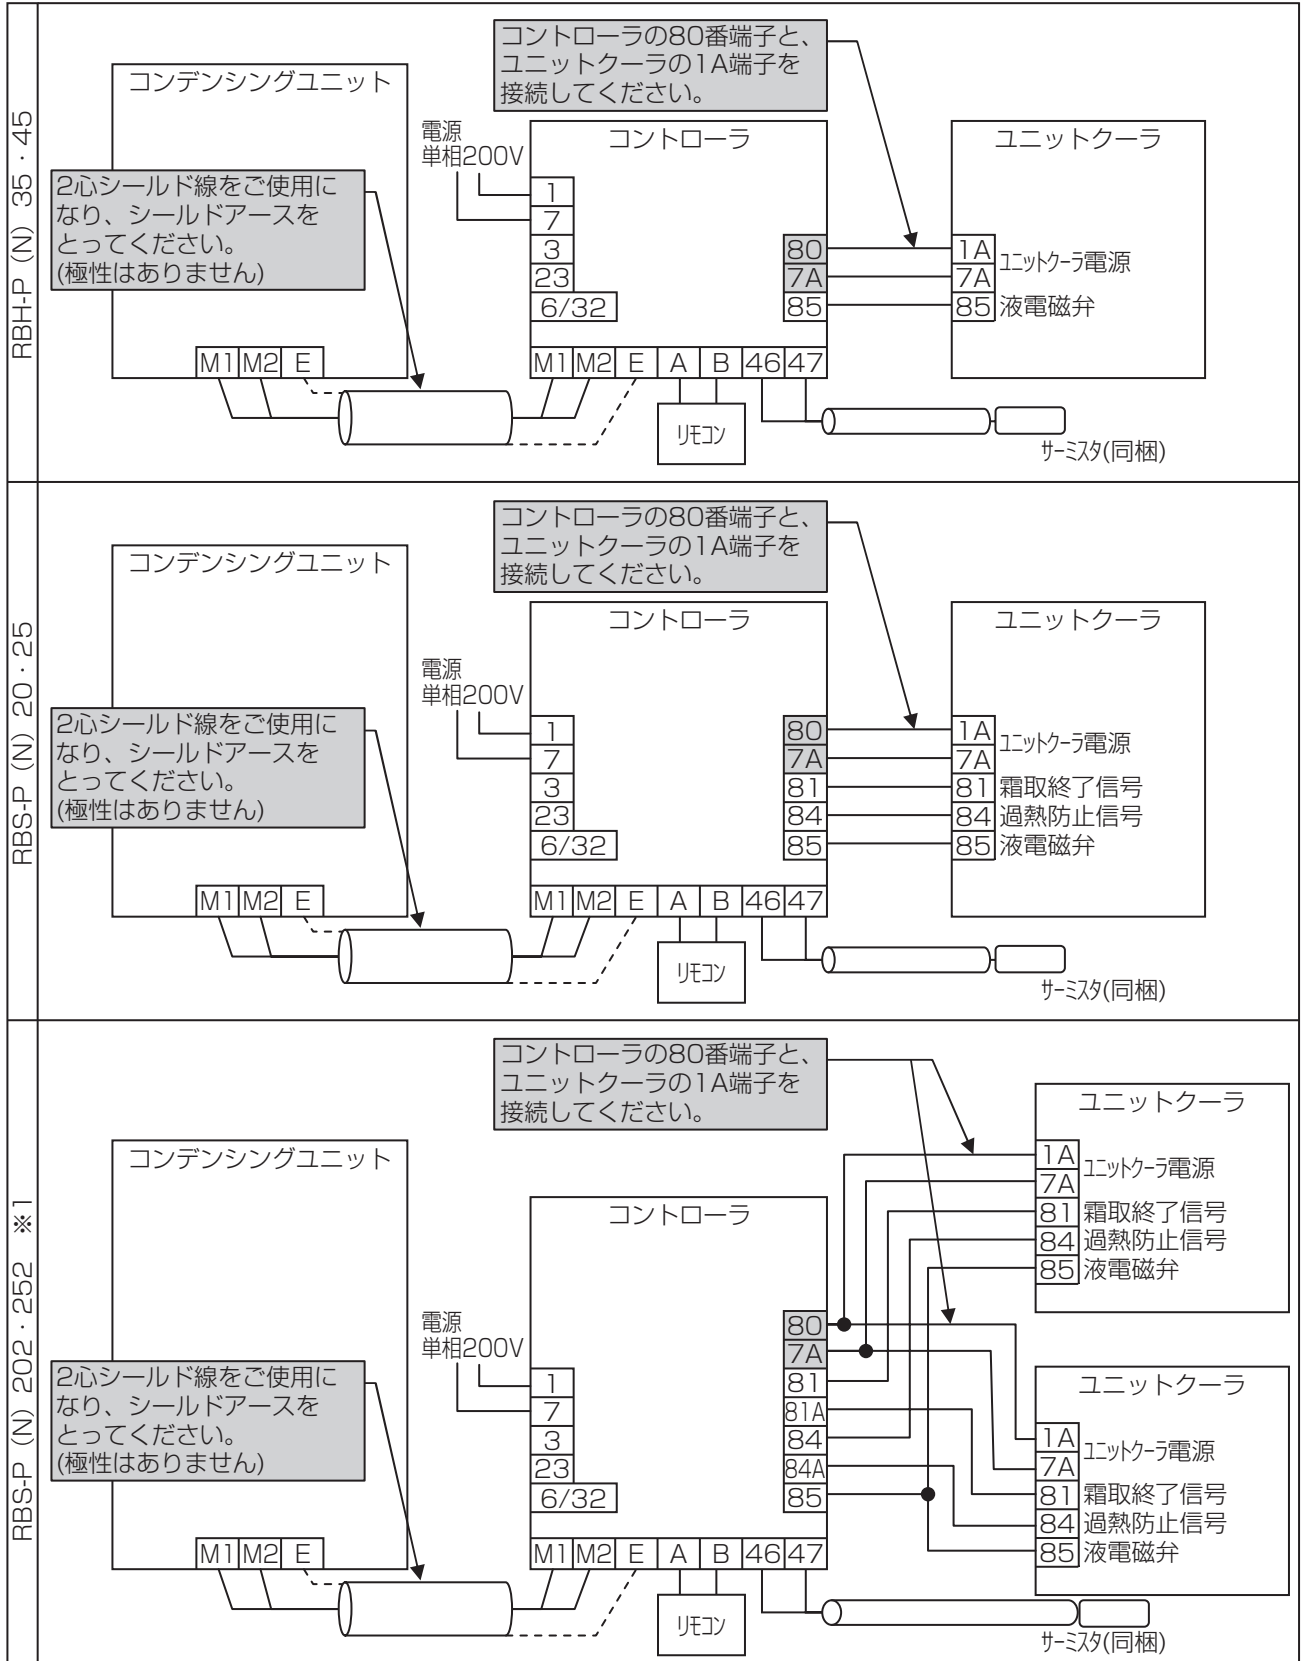 RBH-P (N) 35・45
コントローラの80番端子と、
ユニットクーラの1A端子を
接続してください。
コンデンシングユニット
電源
単相200V
コントローラ
ユニットクーラ
2心シールド線をご使用に
なり、シールドアースを
とってください。
(極性はありません)
1
7
3
23
6/32
80
7A
85
1A
7A
85
ユニットクーラ電源
液電磁弁
M1 M2 E
M1 M2 E A B 46 47
リモコン
サーミスタ(同梱)
RBS-P (N) 20・25
コントローラの80番端子と、
ユニットクーラの1A端子を
接続してください。
コンデンシングユニット
電源
単相200V
コントローラ
ユニットクーラ
2心シールド線をご使用に
なり、シールドアースを
とってください。
(極性はありません)
1
7
3
23
6/32
80
7A
81
84
85
1A
7A
81
84
85
ユニットクーラ電源
霜取終了信号
過熱防止信号
液電磁弁
M1 M2 E
M1 M2 E A B 46 47
リモコン
サーミスタ(同梱)
RBS-P (N) 202・252 ※1
コントローラの80番端子と、
ユニットクーラの1A端子を
接続してください。
コンデンシングユニット
電源
単相200V
コントローラ
ユニットクーラ
1A
7A
81
84
85
ユニットクーラ電源
霜取終了信号
過熱防止信号
液電磁弁
2心シールド線をご使用に
なり、シールドアースを
とってください。
(極性はありません)
1
7
3
23
6/32
80
7A
81
81A
84
84A
85
ユニットクーラ
1A
7A
81
84
85
ユニットクーラ電源
霜取終了信号
過熱防止信号
液電磁弁
M1 M2 E
M1 M2 E A B 46 47
リモコン
サーミスタ(同梱)